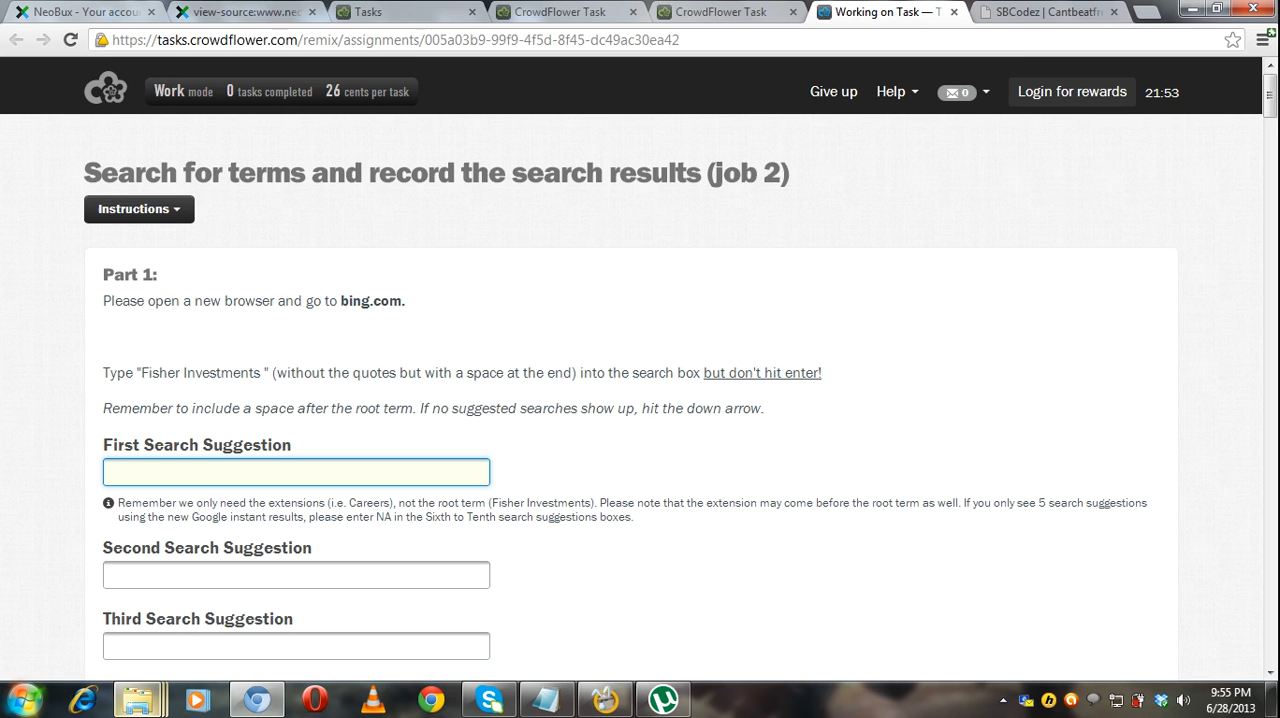 NeoBux - Your accou
view-source:www.neo
Tasks
CrowdFlower Task
CrowdFlower Task
Working on Task — T
SBCodez | Cantbeatfr
https://tasks.crowdflower.com/remix/assignments/005a03b9-99f9-4f5d-8f45-dc49ac30ea42
Work mode 0 tasks completed 26 cents per task
Give up Help 0 Login for rewards 21:53
Search for terms and record the search results (job 2)
Instructions
Part 1:
Please open a new browser and go to bing.com.
Type "Fisher Investments " (without the quotes but with a space at the end) into the search box but don't hit enter!
Remember to include a space after the root term. If no suggested searches show up, hit the down arrow.
First Search Suggestion
Remember we only need the extensions (i.e. Careers), not the root term (Fisher Investments). Please note that the extension may come before the root term as well. If you only see 5 search suggestions
using the new Google instant results, please enter NA in the Sixth to Tenth search suggestions boxes.
Second Search Suggestion
Third Search Suggestion
9:55 PM
6/28/2013